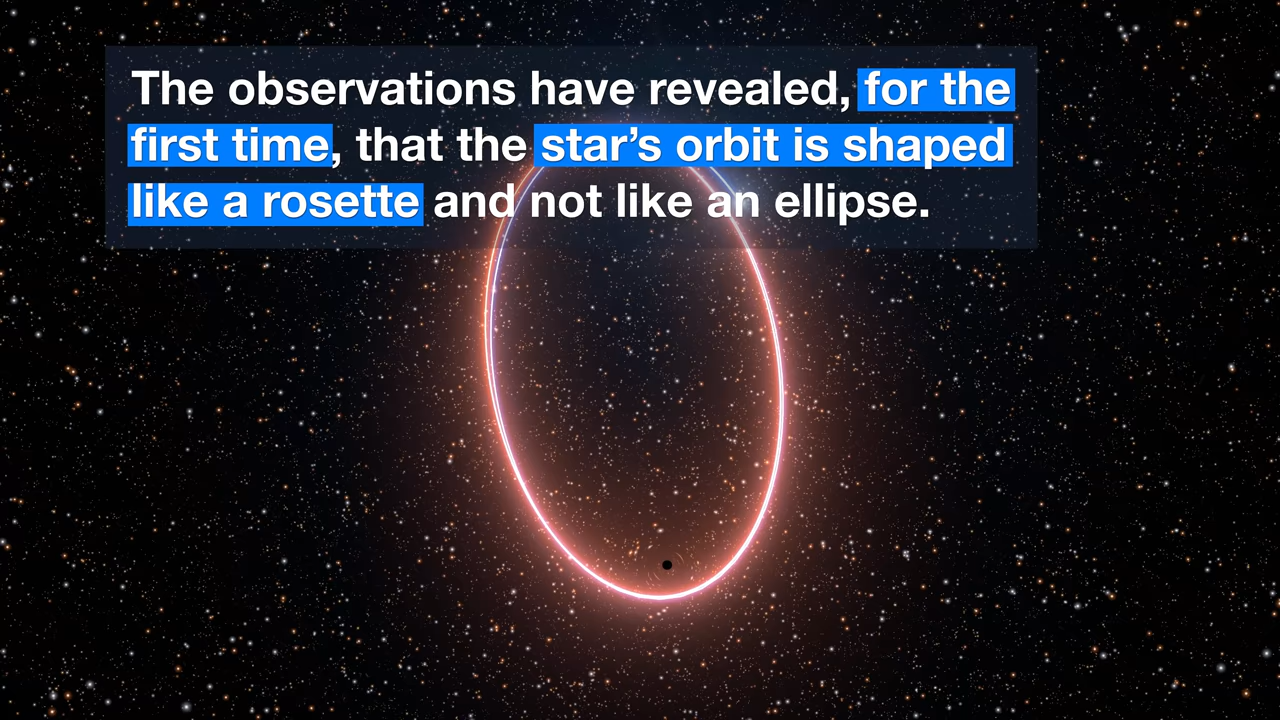 The observations have revealed, for the
first time, that the star’s orbit is shaped
like a rosette and not like an ellipse.